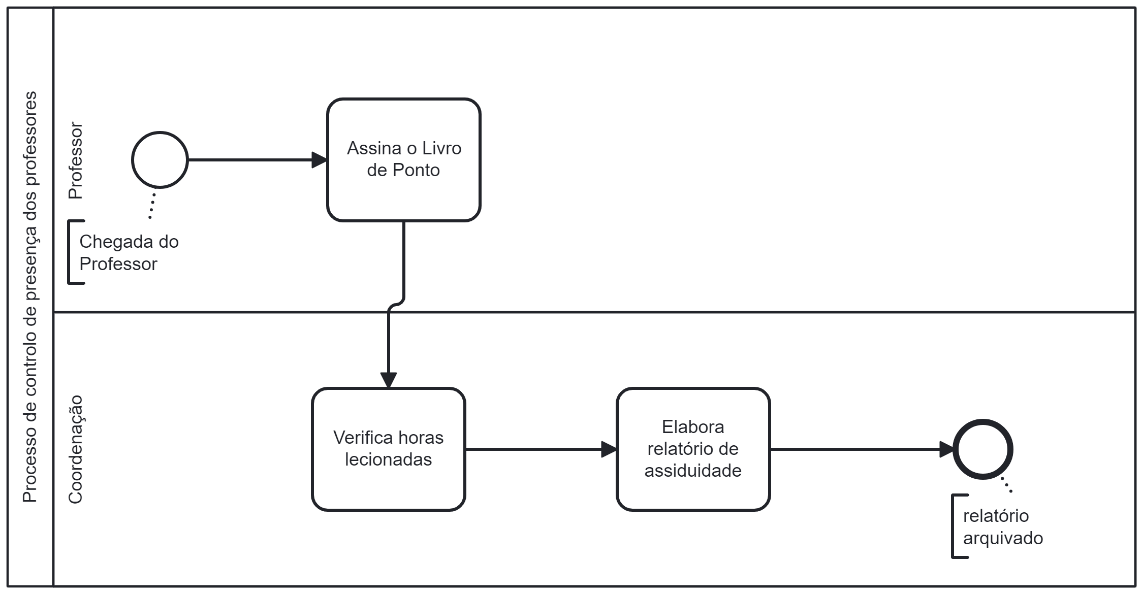 Processo de controlo de presença dos professores
Professor
Assina o Livro
de Ponto
Chegada do
Professor
Coordenação
Verifica horas
lecionadas
Elabora
relatório de
assiduidade
relatório
arquivado